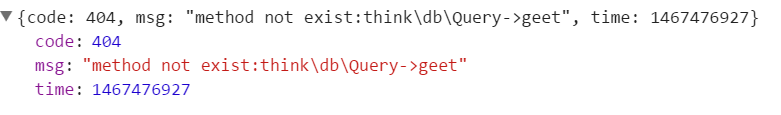 {code: 404, msg: "method not exist:think\db\Query->geet", time: 1467476927}
code: 404
msg: "method not exist:think\db\Query->geet"
time: 1467476927